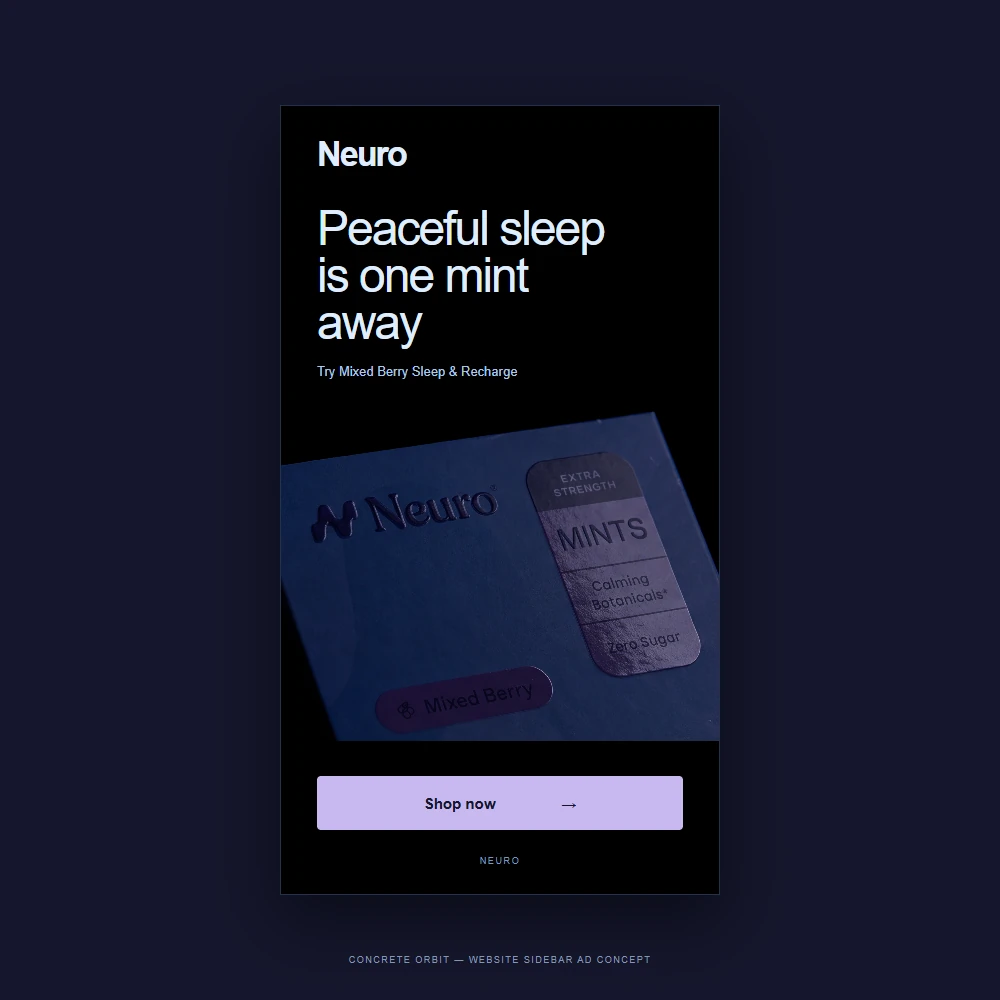 Neuro
Peaceful sleep
is one mint
away
Try Mixed Berry Sleep & Recharge
Neuro
EXTRA
STRENGTH
MINTS
Calming
Botanicals*
Zero Sugar
Mixed Berry
Shop now →
NEURO
CONCRETE ORBIT — WEBSITE SIDEBAR AD CONCEPT